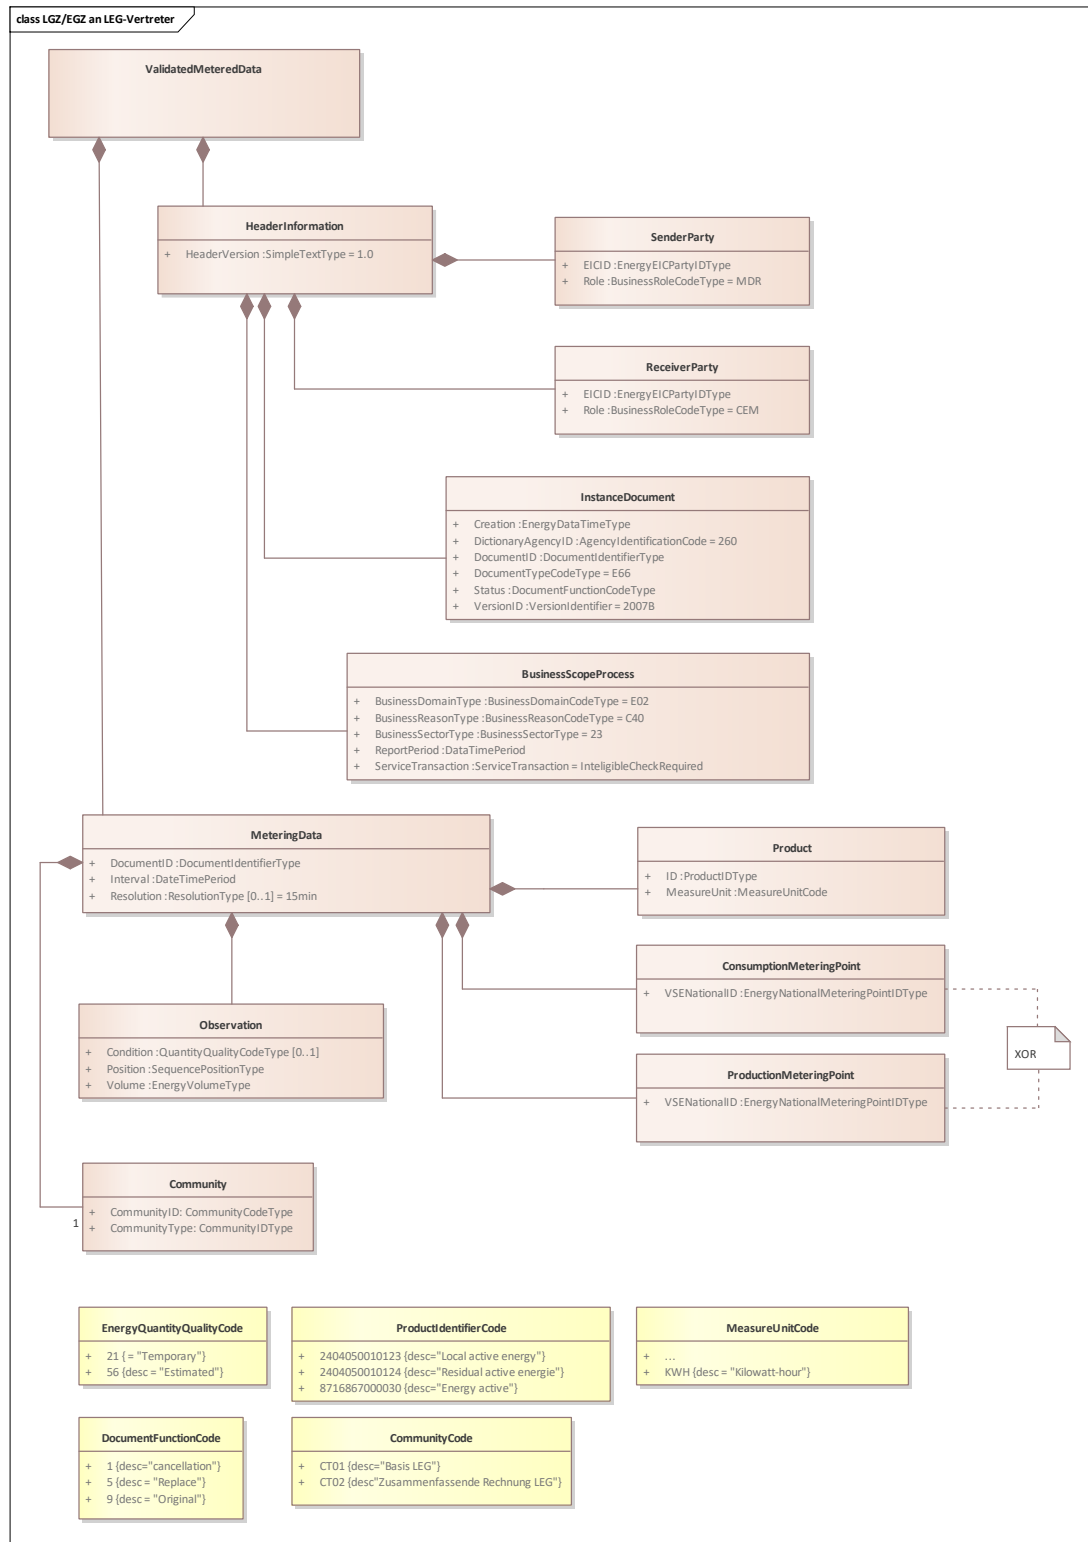 class LGZ/EGZ an LEG-Vertreter
ValidatedMeteredData
HeaderInformation
+ HeaderVersion :SimpleTextType = 1.0
SenderParty
+ EICID :EnergyEICPartyIDType
+ Role :BusinessRoleCodeType = MDR
ReceiverParty
+ EICID :EnergyEICPartyIDType
+ Role :BusinessRoleCodeType = CEM
InstanceDocument
+ Creation :EnergyDataTimeType
+ DictionaryAgencyID :AgencyIdentificationCode = 260
+ DocumentID :DocumentIdentifierType
+ DocumentTypeCodeType = E66
+ Status :DocumentFunctionCodeType
+ VersionID :VersionIdentifier = 2007B
BusinessScopeProcess
+ BusinessDomainType :BusinessDomainCodeType = E02
+ BusinessReasonType :BusinessReasonCodeType = C40
+ BusinessSectorType :BusinessSectorType = 23
+ ReportPeriod :DataTimePeriod
+ ServiceTransaction :ServiceTransaction = InteligibleCheckRequired
MeteringData
+ DocumentID :DocumentIdentifierType
+ Interval :DateTimePeriod
+ Resolution :ResolutionType [0..1] = 15min
Product
+ ID :ProductIDType
+ MeasureUnit :MeasureUnitCode
ConsumptionMeteringPoint
+ VSENationalID :EnergyNationalMeteringPointIDType
Observation
+ Condition :QuantityQualityCodeType [0..1]
+ Position :SequencePositionType
+ Volume :EnergyVolumeType
XOR
ProductionMeteringPoint
+ VSENationalID :EnergyNationalMeteringPointIDType
Community
+ CommunityID: CommunityCodeType
+ CommunityType: CommunityIDType
1
EnergyQuantityQualityCode
+ 21 { = "Temporary"}
+ 56 {desc = "Estimated"}
ProductIdentifierCode
+ 2404050010123 {desc="Local active energy"}
+ 2404050010124 {desc="Residual active energie"}
+ 8716867000030 {desc="Energy active"}
MeasureUnitCode
+ ...
+ KWH {desc = "Kilowatt-hour"}
DocumentFunctionCode
+ 1 {desc="cancellation"}
+ 5 {desc = "Replace"}
+ 9 {desc = "Original"}
CommunityCode
+ CT01 {desc="Basis LEG"}
+ CT02 {desc"Zusammenfassende Rechnung LEG"}